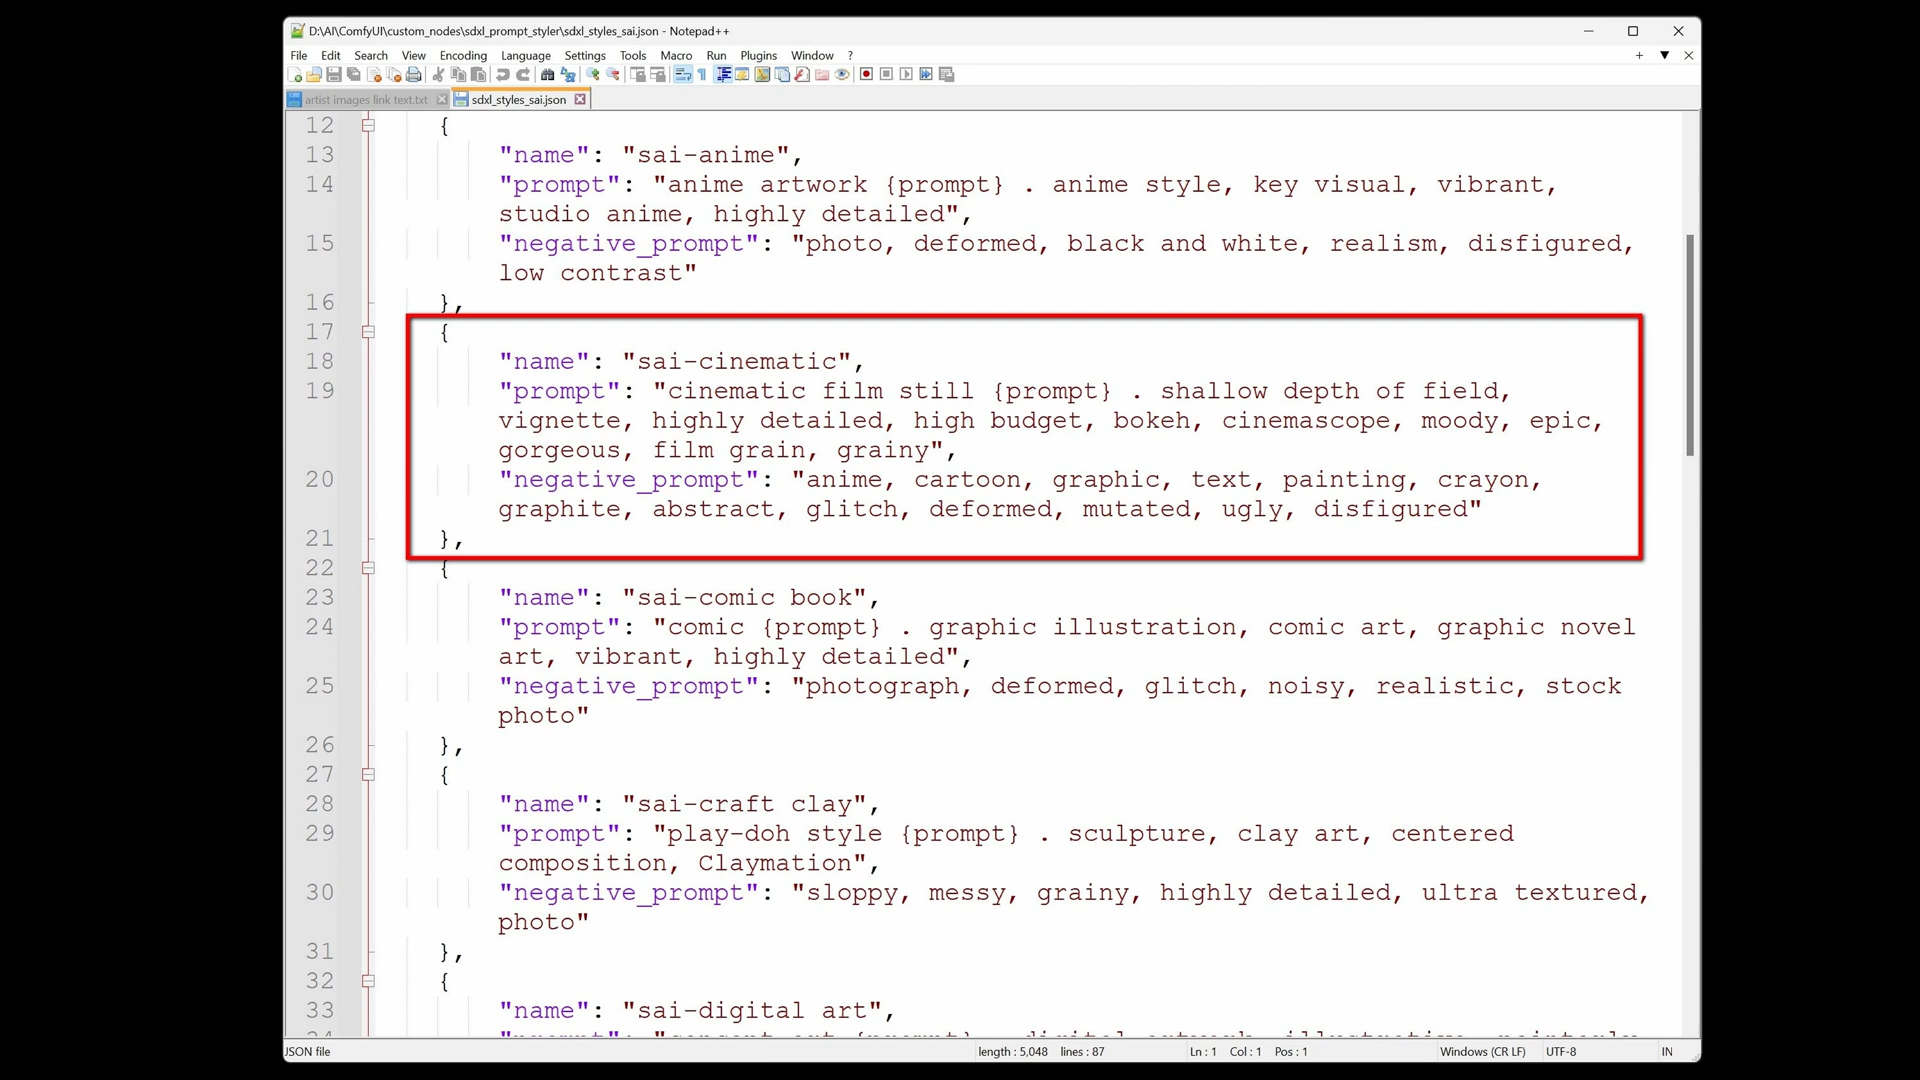 D:\AI\ComfyUI\custom_nodes\sdxl_prompt_styler\sdxl_styles_sai.json - Notepad++
File Edit Search View Encoding Language Settings Tools Macro Run Plugins Window ?
artist images link text.txt sdxl_styles_sai.json
12 {
13 "name": "sai-anime",
14 "prompt": "anime artwork {prompt} . anime style, key visual, vibrant,
studio anime, highly detailed",
15 "negative_prompt": "photo, deformed, black and white, realism, disfigured,
low contrast"
16 },
17 {
18 "name": "sai-cinematic",
19 "prompt": "cinematic film still {prompt} . shallow depth of field,
vignette, highly detailed, high budget, bokeh, cinemascope, moody, epic,
gorgeous, film grain, grainy",
20 "negative_prompt": "anime, cartoon, graphic, text, painting, crayon,
graphite, abstract, glitch, deformed, mutated, ugly, disfigured"
21 },
22 {
23 "name": "sai-comic book",
24 "prompt": "comic {prompt} . graphic illustration, comic art, graphic novel
art, vibrant, highly detailed",
25 "negative_prompt": "photograph, deformed, glitch, noisy, realistic, stock
photo"
26 },
27 {
28 "name": "sai-craft clay",
29 "prompt": "play-doh style {prompt} . sculpture, clay art, centered
composition, Claymation",
30 "negative_prompt": "sloppy, messy, grainy, highly detailed, ultra textured,
photo"
31 },
32 {
33 "name": "sai-digital art",
JSON file length : 5,048 lines : 87 Ln : 1 Col : 1 Pos : 1 Windows (CR LF) UTF-8 IN